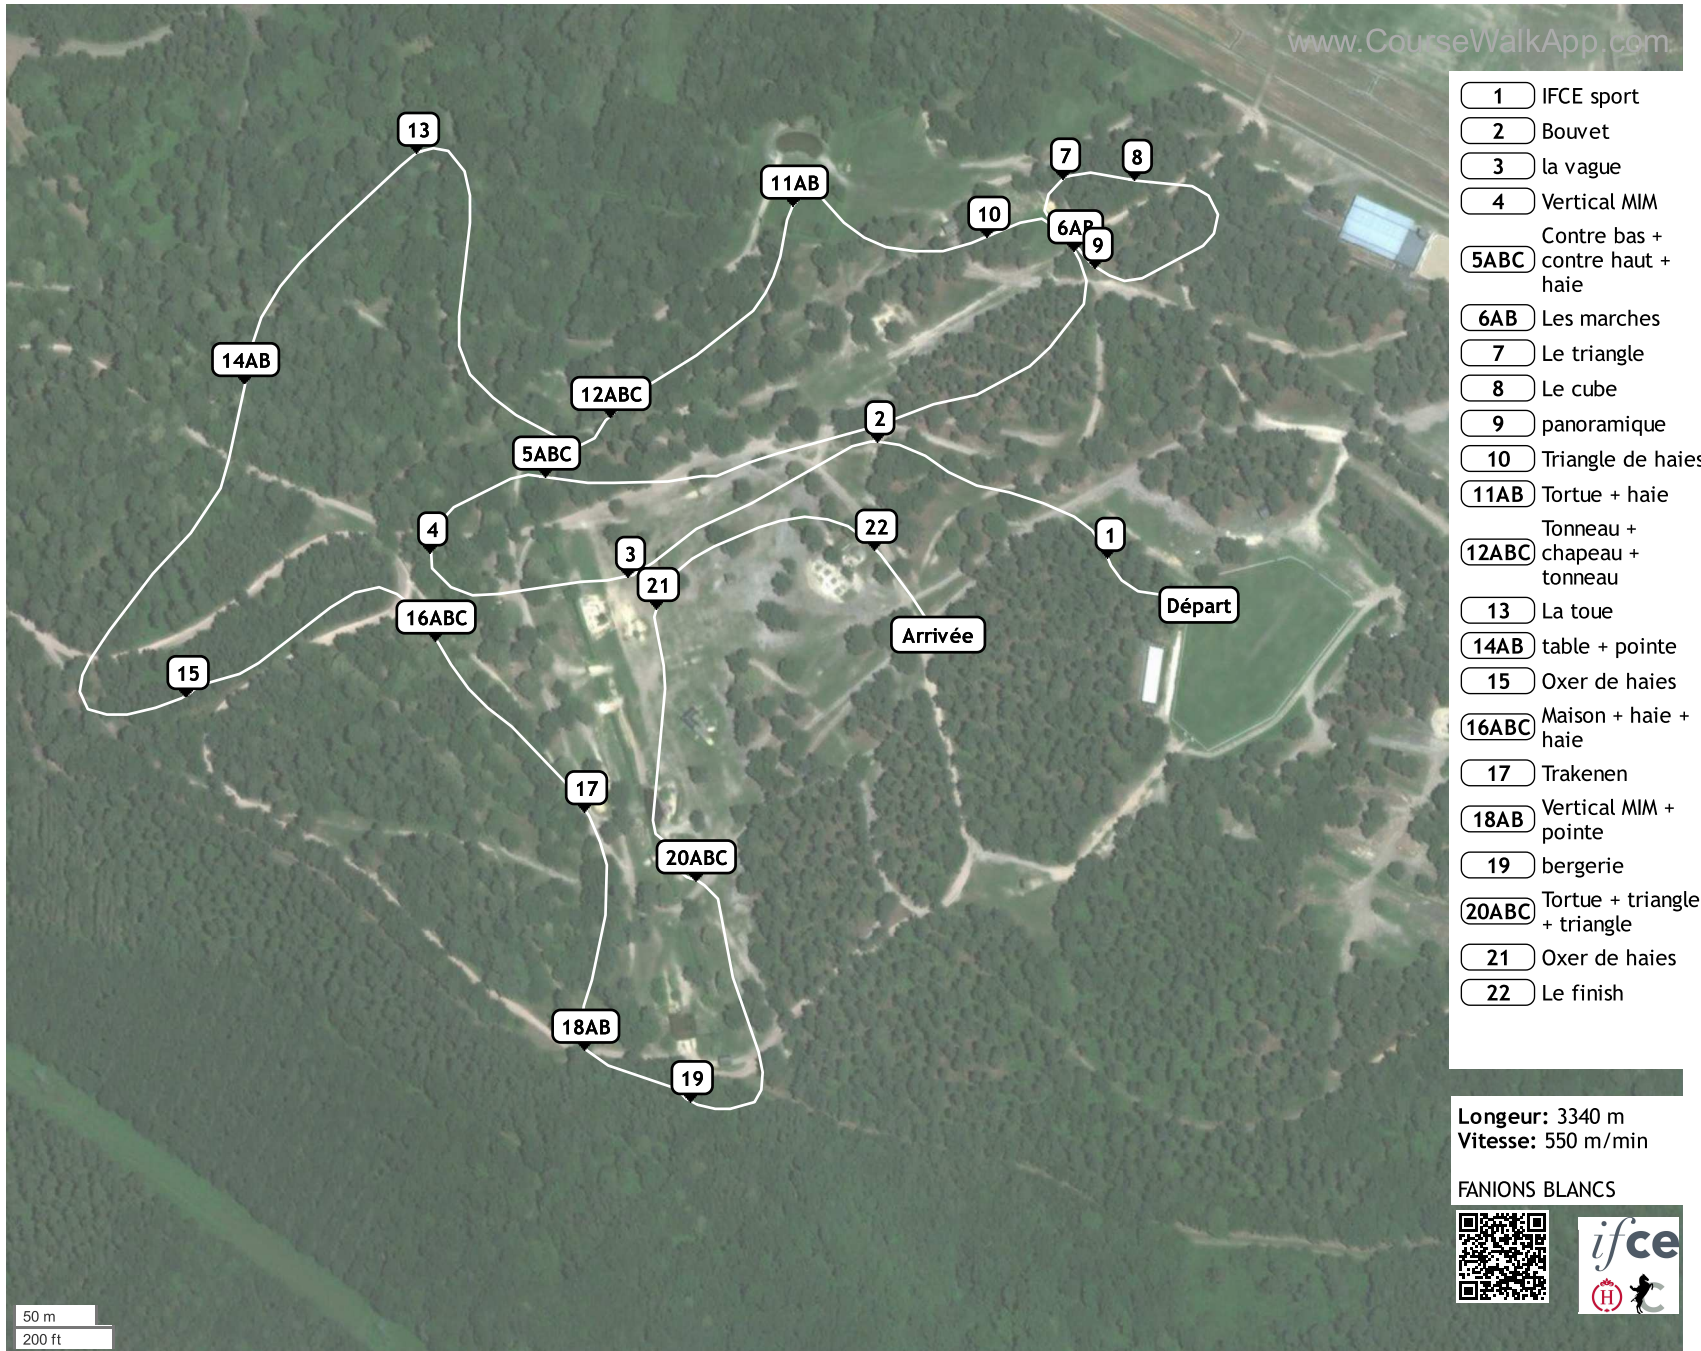 www.CourseWalkApp.com
13
7
8
11AB
10
6AB
9
14AB
12ABC
2
5ABC
4
22
1
3
21
Départ
16ABC
Arrivée
15
17
20ABC
18AB
19
1 IFCE sport
2 Bouvet
3 la vague
4 Vertical MIM
5ABC Contre bas +
contre haut +
haie
6AB Les marches
7 Le triangle
8 Le cube
9 panoramique
10 Triangle de haies
11AB Tortue + haie
12ABC Tonneau +
chapeau +
tonneau
13 La toue
14AB table + pointe
15 Oxer de haies
16ABC Maison + haie +
haie
17 Trakenen
18AB Vertical MIM +
pointe
19 bergerie
20ABC Tortue + triangle
+ triangle
21 Oxer de haies
22 Le finish
Longeur: 3340 m
Vitesse: 550 m/min
FANIONS BLANCS
ifce
H
C
50 m
200 ft